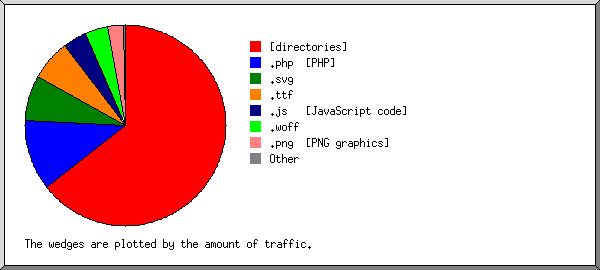 [directories]
.php [PHP]
.svg
.ttf
.js [JavaScript code]
.woff
.png [PNG graphics]
Other
The wedges are plotted by the amount of traffic.